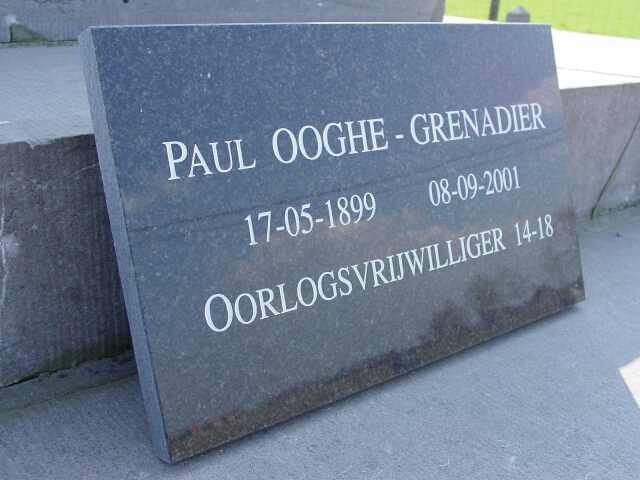 PAUL OOGHE - GRENADIER
17-05-1899 08-09-2001
OORLOGSVRIJWILLIGER 14-18